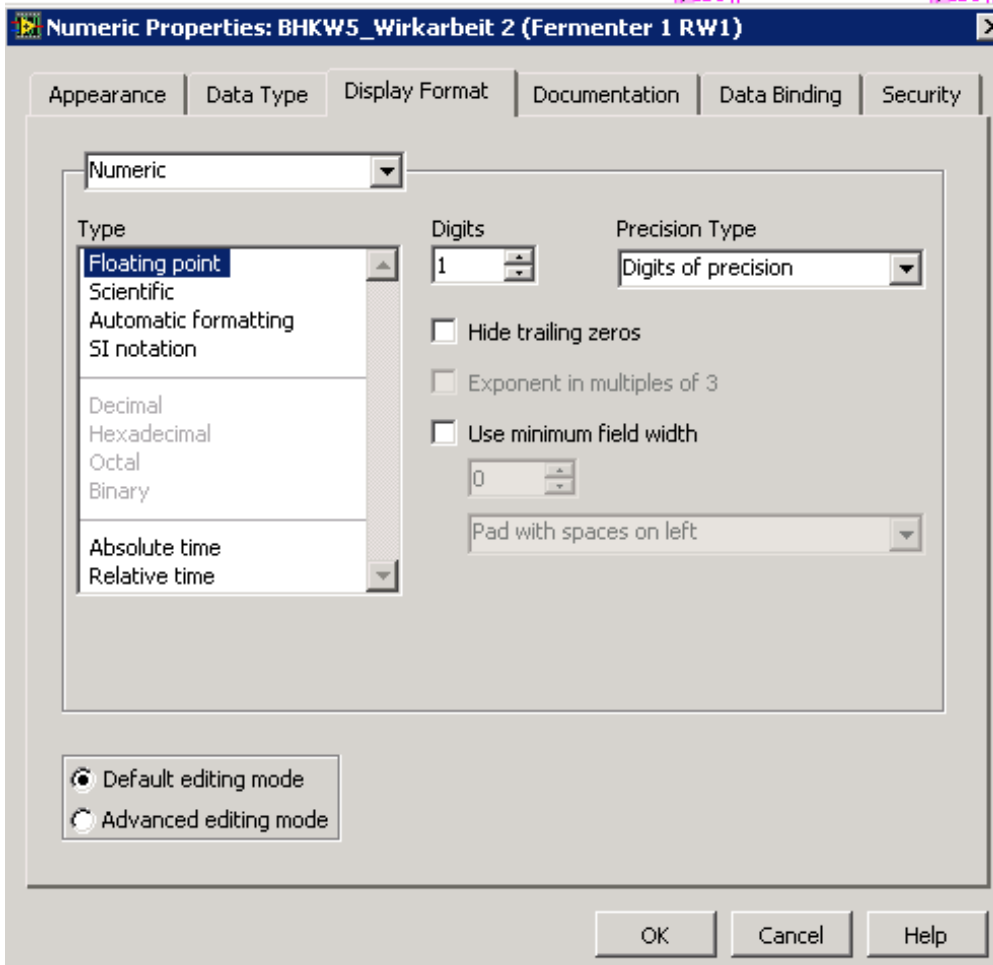 Numeric Properties: BHKW5_Wirkarbeit 2 (Fermenter 1 RW1)
Appearance Data Type Display Format Documentation Data Binding Security
Numeric
Type Digits Precision Type
Floating point 1 Digits of precision
Scientific
Automatic formatting
SI notation
Hide trailing zeros
Exponent in multiples of 3
Decimal
Hexadecimal
Octal
Binary
Use minimum field width
0
Pad with spaces on left
Absolute time
Relative time
Default editing mode
Advanced editing mode
OK Cancel Help